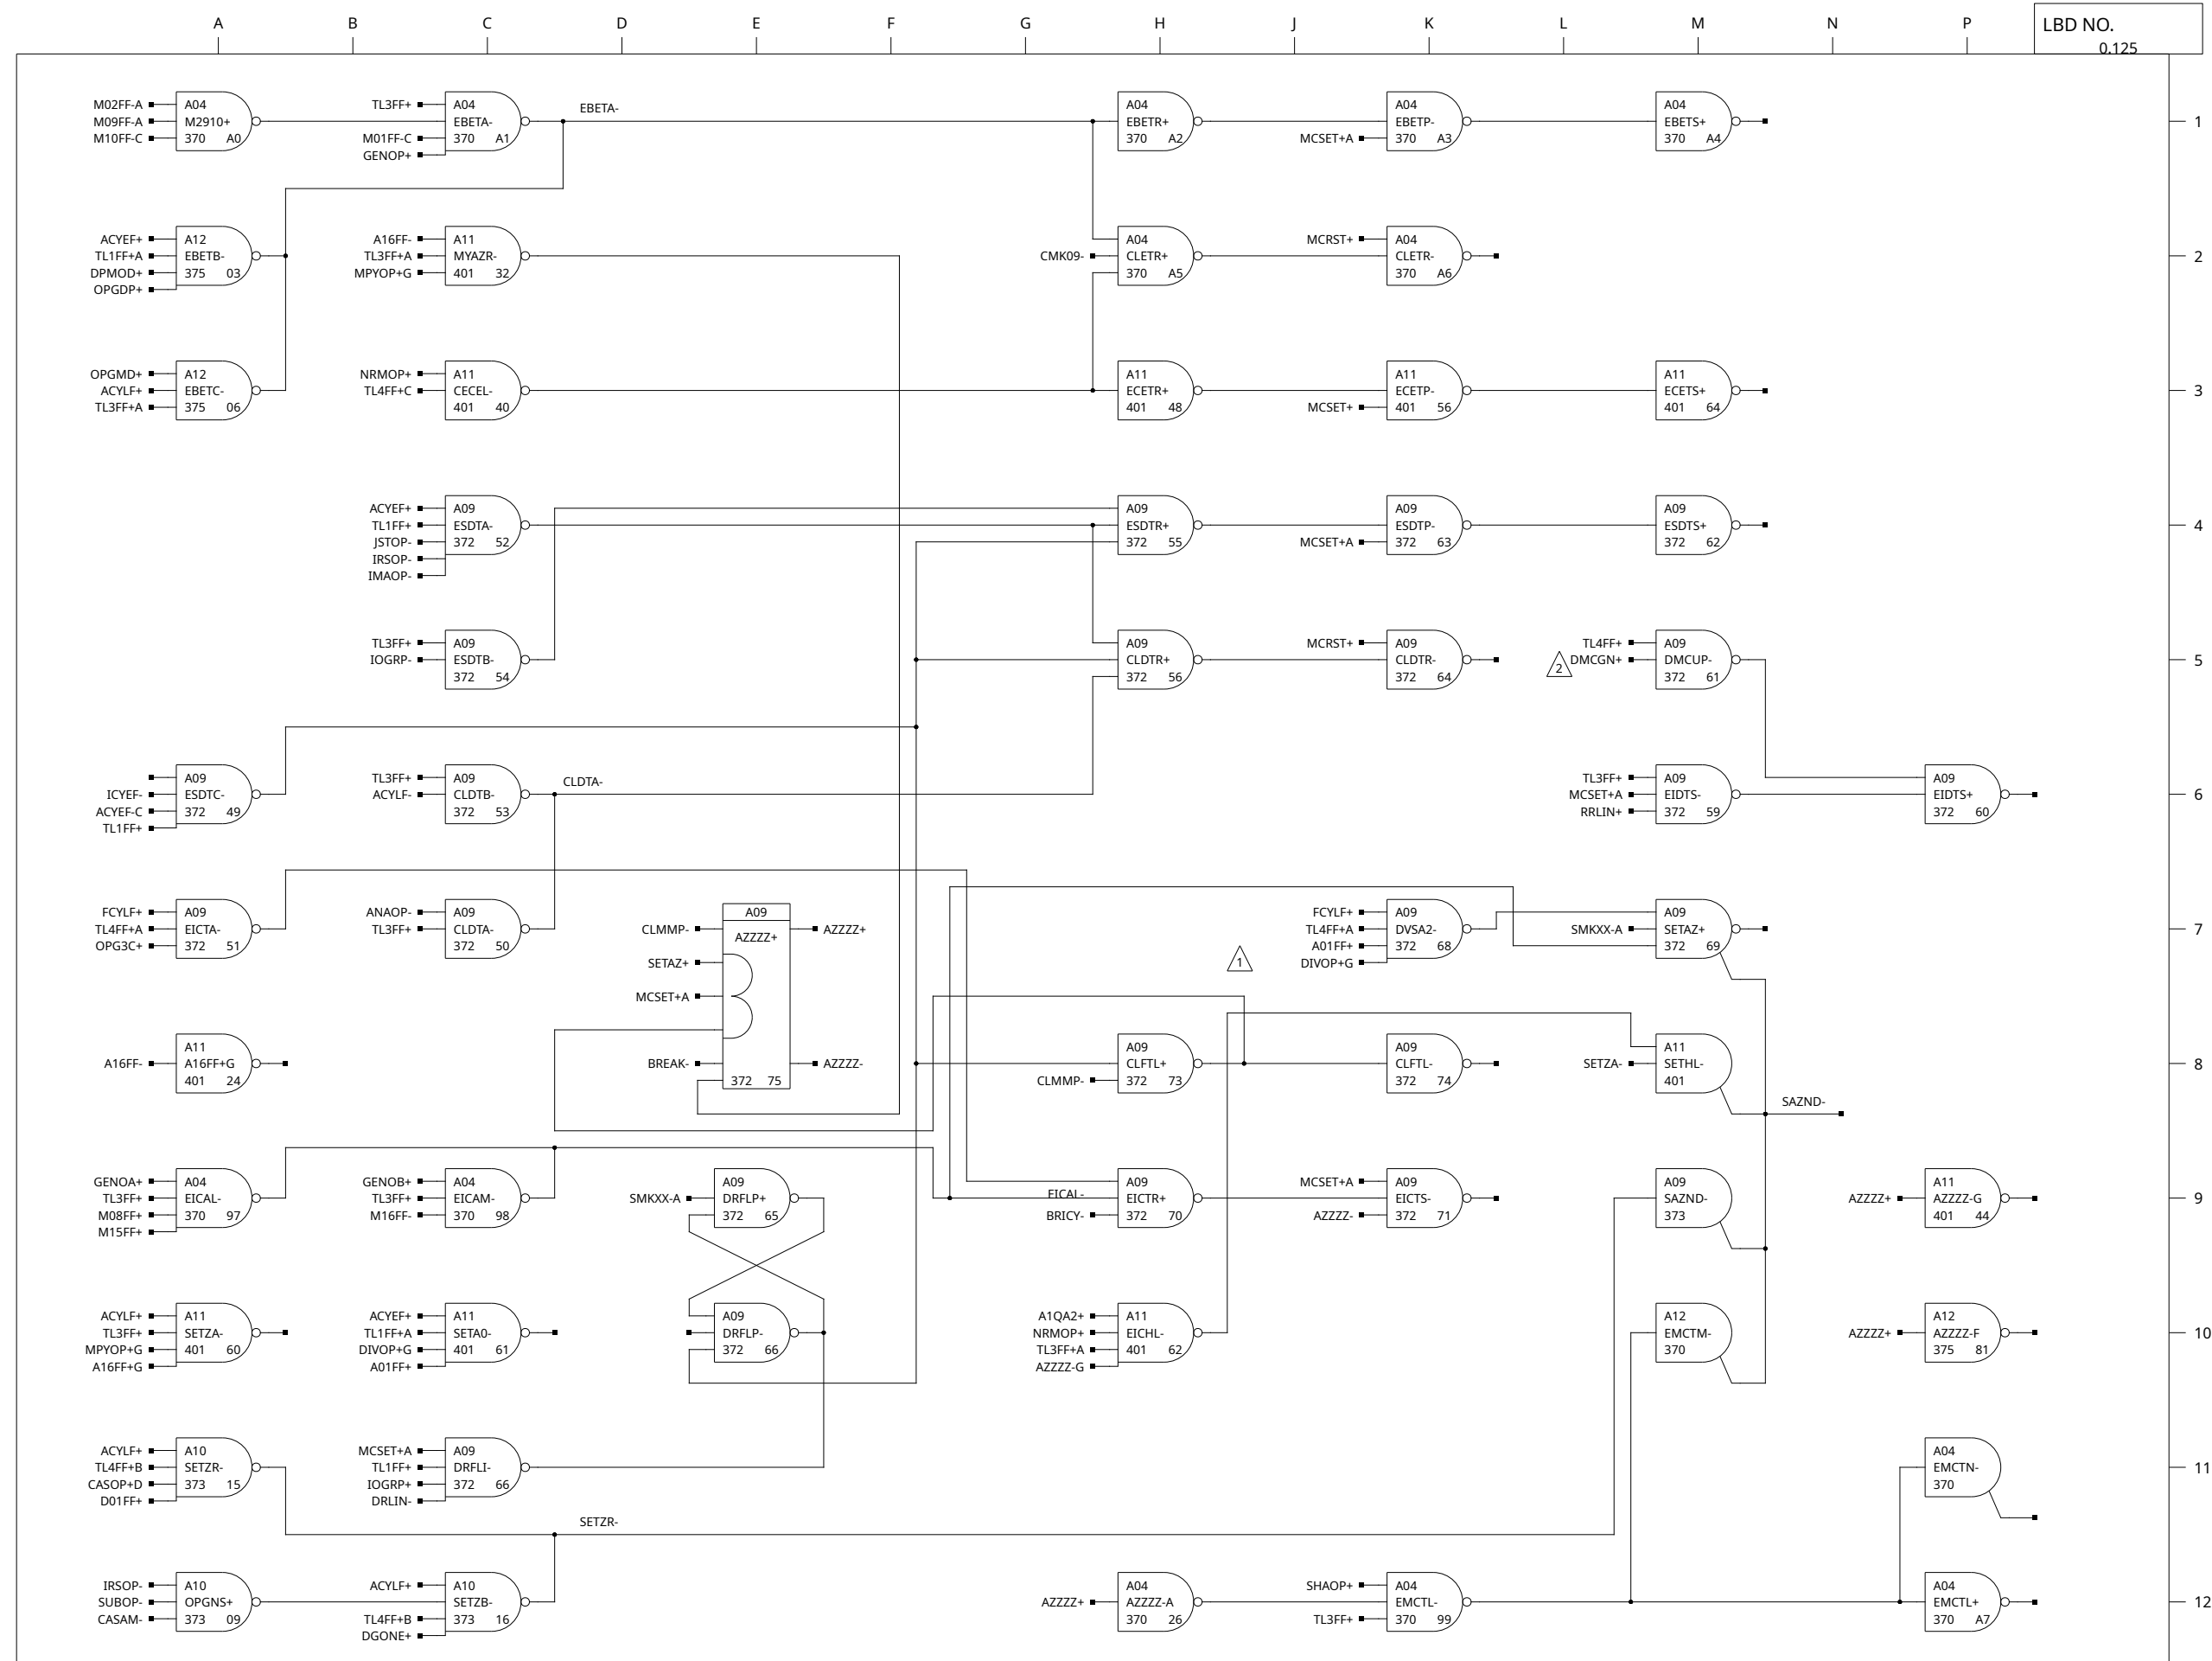 A B C D E F G H J K L M N P
LBD NO.
0.125
M02FF-A
M09FF-A
M10FF-C
A04
M2910+
370 A0
TL3FF+
M01FF-C
GENOP+
A04
EBETA-
370 A1
EBETA-
A04
EBETR+
370 A2
MCSET+A
A04
EBETP-
370 A3
A04
EBETS+
370 A4
1
ACYEF+
TL1FF+A
DPMOD+
OPGDP+
A12
EBETB-
375 03
A16FF-
TL3FF+A
MPYOP+G
A11
MYAZR-
401 32
CMK09-
A04
CLETR+
370 A5
MCRST+
A04
CLETR-
370 A6
2
OPGMD+
ACYLF+
TL3FF+A
A12
EBETC-
375 06
NRMOP+
TL4FF+C
A11
CECEL-
401 40
A11
ECETR+
401 48
MCSET+
A11
ECETP-
401 56
A11
ECETS+
401 64
3
ACYEF+
TL1FF+
JSTOP-
IRSOP-
IMAOP-
A09
ESDTA-
372 52
A09
ESDTR+
372 55
MCSET+A
A09
ESDTP-
372 63
A09
ESDTS+
372 62
4
TL3FF+
IOGRP-
A09
ESDTB-
372 54
A09
CLDTR+
372 56
MCRST+
A09
CLDTR-
372 64
2
TL4FF+
DMCGN+
A09
DMCUP-
372 61
5
ICYEF-
ACYEF-C
TL1FF+
A09
ESDTC-
372 49
TL3FF+
ACYLF-
A09
CLDTB-
372 53
CLDTA-
TL3FF+
MCSET+A
RRLIN+
A09
EIDTS-
372 59
A09
EIDTS+
372 60
6
FCYLF+
TL4FF+A
OPG3C+
A09
EICTA-
372 51
ANAOP-
TL3FF+
A09
CLDTA-
372 50
CLMMP-
SETAZ+
MCSET+A
BREAK-
A09
AZZZZ+
372 75
AZZZZ+
AZZZZ-
1
FCYLF+
TL4FF+A
A01FF+
DIVOP+G
A09
DVSA2-
372 68
SMKXX-A
A09
SETAZ+
372 69
7
A16FF-
A11
A16FF+G
401 24
CLMMP-
A09
CLFTL+
372 73
A09
CLFTL-
372 74
SETZA-
A11
SETHL-
401
SAZND-
8
GENOA+
TL3FF+
M08FF+
M15FF+
A04
EICAL-
370 97
GENOB+
TL3FF+
M16FF-
A04
EICAM-
370 98
SMKXX-A
A09
DRFLP+
372 65
EICAL-
BRICY-
A09
EICTR+
372 70
MCSET+A
AZZZZ-
A09
EICTS-
372 71
A09
SAZND-
373
AZZZZ+
A11
AZZZZ-G
401 44
9
ACYLF+
TL3FF+
MPYOP+G
A16FF+G
A11
SETZA-
401 60
ACYEF+
TL1FF+A
DIVOP+G
A01FF+
A11
SETA0-
401 61
A09
DRFLP-
372 66
A1QA2+
NRMOP+
TL3FF+A
AZZZZ-G
A11
EICHL-
401 62
A12
EMCTM-
370
AZZZZ+
A12
AZZZZ-F
375 81
10
ACYLF+
TL4FF+B
CASOP+D
D01FF+
A10
SETZR-
373 15
MCSET+A
TL1FF+
IOGRP+
DRLIN-
A09
DRFLI-
372 66
A04
EMCTN-
370
11
SETZR-
IRSOP-
SUBOP-
CASAM-
A10
OPGNS+
373 09
ACYLF+
TL4FF+B
DGONE+
A10
SETZB-
373 16
AZZZZ+
A04
AZZZZ-A
370 26
SHAOP+
TL3FF+
A04
EMCTL-
370 99
A04
EMCTL+
370 A7
12